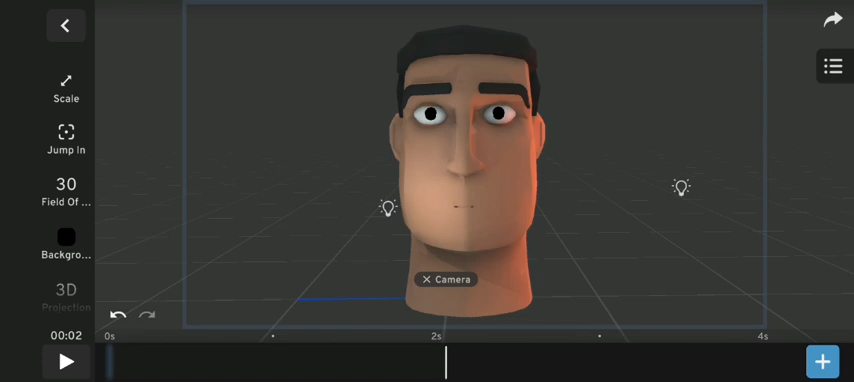 Scale
Jump In
30
Field Of ...
Backgro...
3D
Projection
Camera
00:02
0s
2s
4s